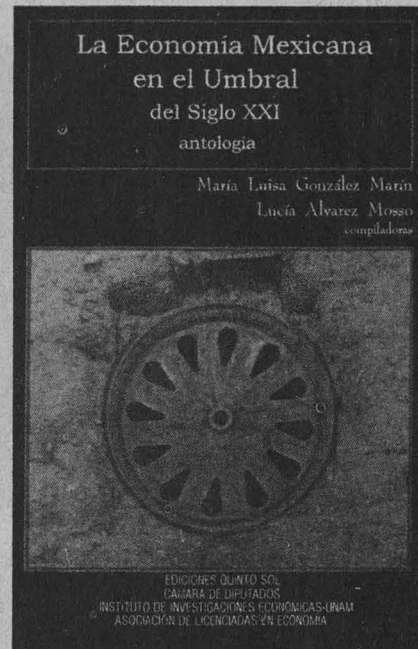 La Economía Mexicana
en el Umbral
del Siglo XXI
antología
María Luisa González Marín
Lucía Alvarez Mosso
compiladoras
EDICIONES QUINTO SOL
CÁMARA DE DIPUTADOS
INSTITUTO DE INVESTIGACIONES ECONÓMICAS-UNAM
ASOCIACIÓN DE LICENCIADAS EN ECONOMÍA